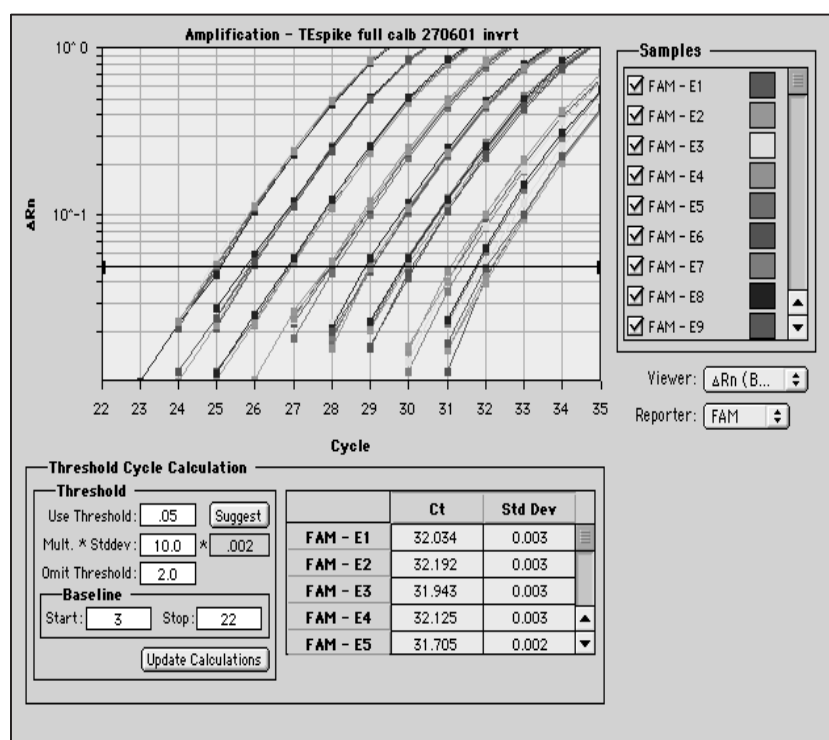 Amplification - TEspike full calb 270601 invrt
10^0
10^-1
ΔRn
22 23 24 25 26 27 28 29 30 31 32 33 34 35
Cycle
Samples
FAM - E1
FAM - E2
FAM - E3
FAM - E4
FAM - E5
FAM - E6
FAM - E7
FAM - E8
FAM - E9
Viewer: ΔRn (B...
Reporter: FAM
Threshold Cycle Calculation
Threshold
Use Threshold: .05 Suggest
Mult. * Stddev: 10.0 * .002
Omit Threshold: 2.0
Baseline
Start: 3 Stop: 22
Update Calculations
Ct Std Dev
FAM - E1 32.034 0.003
FAM - E2 32.192 0.003
FAM - E3 31.943 0.003
FAM - E4 32.125 0.003
FAM - E5 31.705 0.002